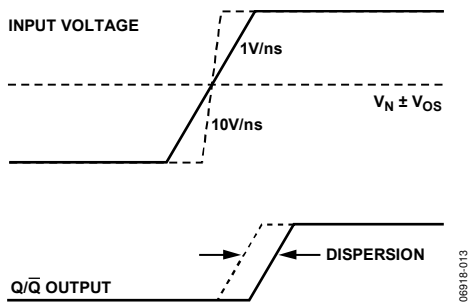 INPUT VOLTAGE
1V/ns
V_N ± V_OS
10V/ns
DISPERSION
Q/Q̅ OUTPUT
06918-013